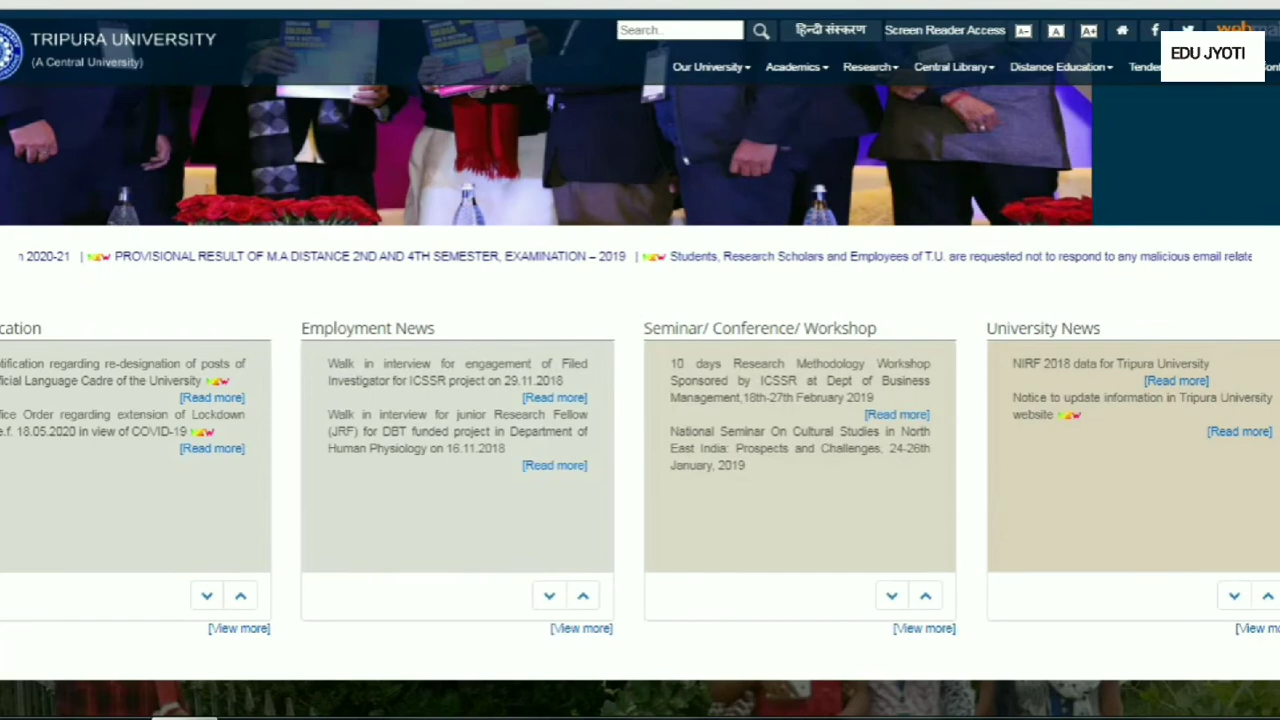 TRIPURA UNIVERSITY
(A Central University)
Search..
हिन्दी संस्करण
Screen Reader Access
A-
A
A+
EDU JYOTI
Our University
Academics
Research
Central Library
Distance Education
Tende
2020-21 | PROVISIONAL RESULT OF M.A DISTANCE 2ND AND 4TH SEMESTER, EXAMINATION – 2019 | Students, Research Scholars and Employees of T.U. are requested not to respond to any malicious email relate
cation
tification regarding re-designation of posts of
ficial Language Cadre of the University
[Read more]
fice Order regarding extension of Lockdown
e.f. 18.05.2020 in view of COVID-19
[Read more]
[View more]
Employment News
Walk in interview for engagement of Filed
Investigator for ICSSR project on 29.11.2018
[Read more]
Walk in interview for junior Research Fellow
(JRF) for DBT funded project in Department of
Human Physiology on 16.11.2018
[Read more]
[View more]
Seminar/ Conference/ Workshop
10 days Research Methodology Workshop
Sponsored by ICSSR at Dept of Business
Management,18th-27th February 2019
[Read more]
National Seminar On Cultural Studies in North
East India: Prospects and Challenges, 24-26th
January, 2019
[View more]
University News
NIRF 2018 data for Tripura University
[Read more]
Notice to update information in Tripura University
website
[Read more]
[View mo